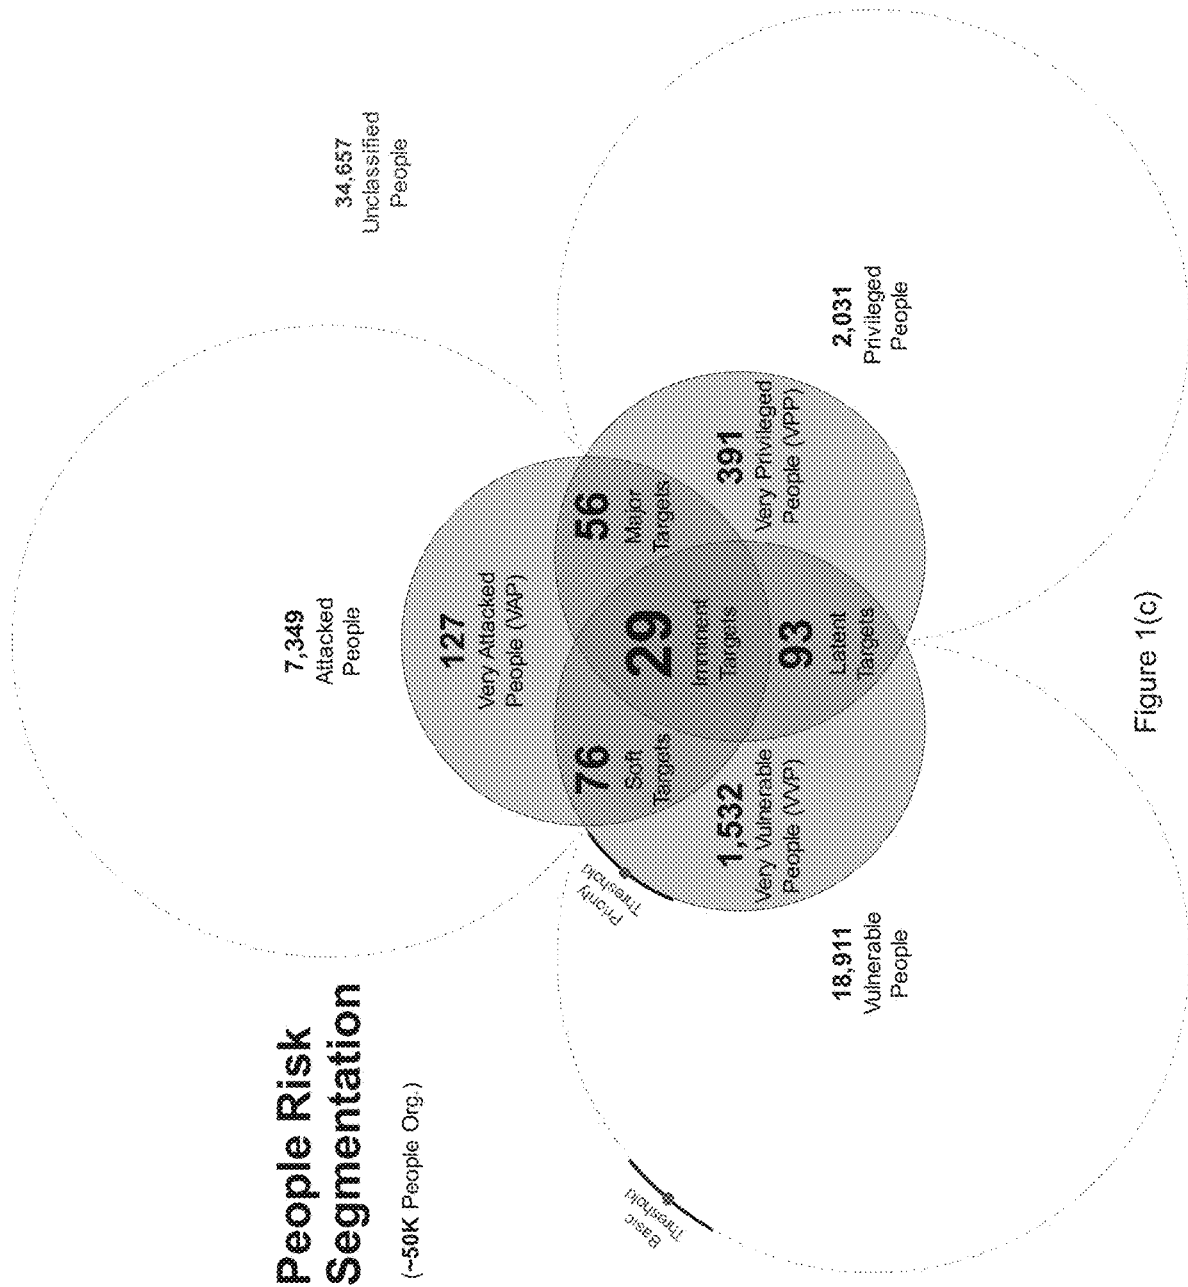 People Risk
Segmentation
(~50K People Org.)
7,349
Attacked
People
34,657
Unclassified
People
127
Very Attacked
People (VAP)
76
Soft
Targets
56
Major
Targets
29
Imminent
Targets
Priority
Threshold
1,532
Very Vulnerable
People (VVP)
391
Very Privileged
People (VPP)
93
Latent
Targets
Basic
Threshold
18,911
Vulnerable
People
2,031
Privileged
People
Figure 1(c)